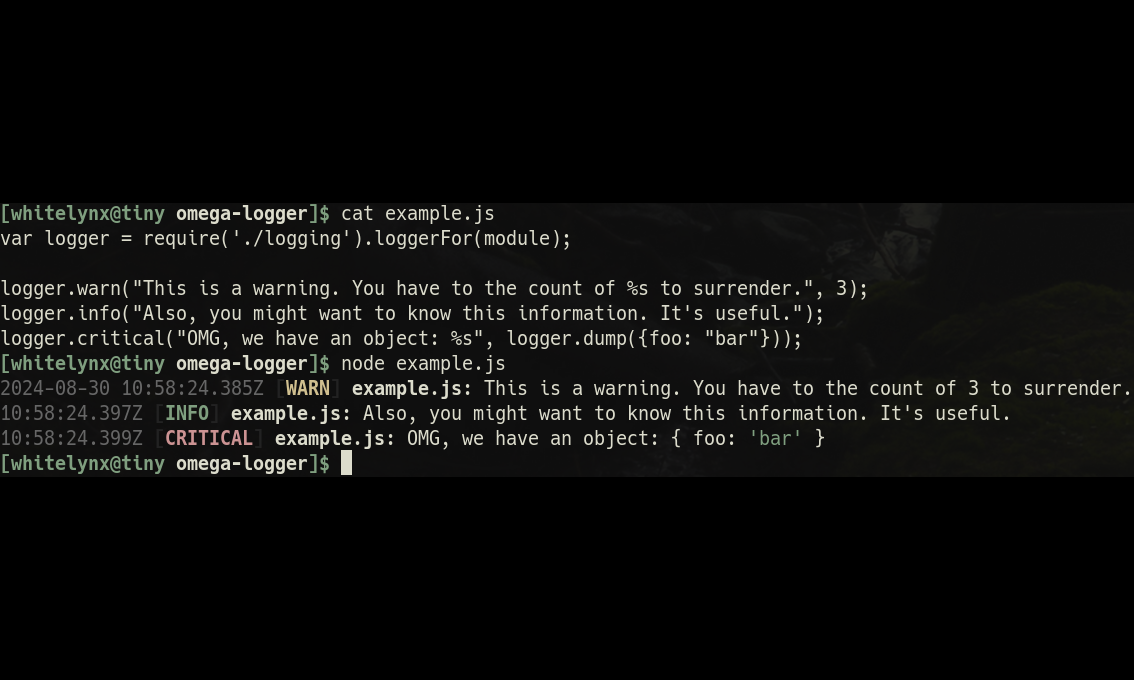 [whitelynx@tiny omega-logger]$ cat example.js
var logger = require('./logging').loggerFor(module);
logger.warn("This is a warning. You have to the count of %s to surrender.", 3);
logger.info("Also, you might want to know this information. It's useful.");
logger.critical("OMG, we have an object: %s", logger.dump({foo: "bar"}));
[whitelynx@tiny omega-logger]$ node example.js
2024-08-30 10:58:24.385Z [WARN] example.js: This is a warning. You have to the count of 3 to surrender.
10:58:24.397Z [INFO] example.js: Also, you might want to know this information. It's useful.
10:58:24.399Z [CRITICAL] example.js: OMG, we have an object: { foo: 'bar' }
[whitelynx@tiny omega-logger]$